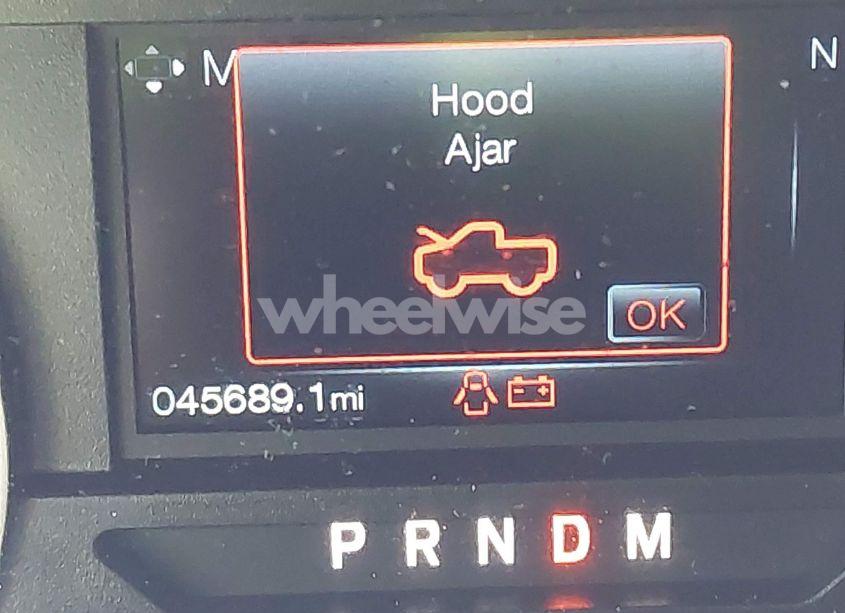 M
N
Hood
Ajar
wheelwise
OK
045689.1mi
P R N D M